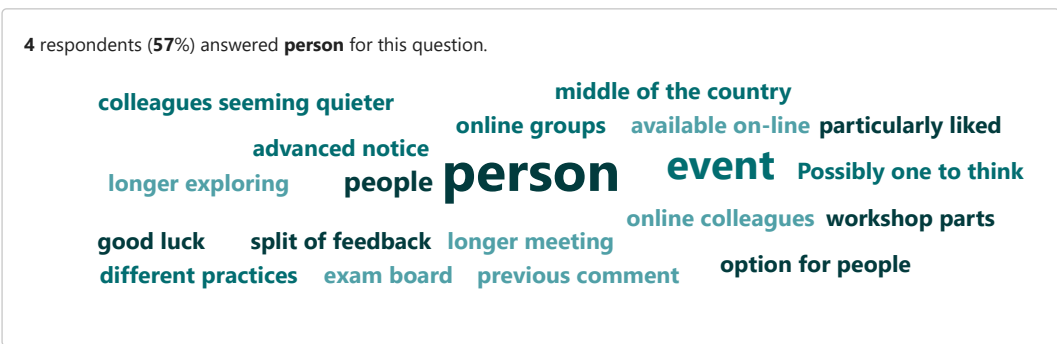 4 respondents (57%) answered person for this question.
middle of the country
colleagues seeming quieter
online groups available on-line particularly liked
advanced notice
person event Possibly one to think
longer exploring people
online colleagues workshop parts
good luck split of feedback longer meeting
option for people
different practices exam board previous comment